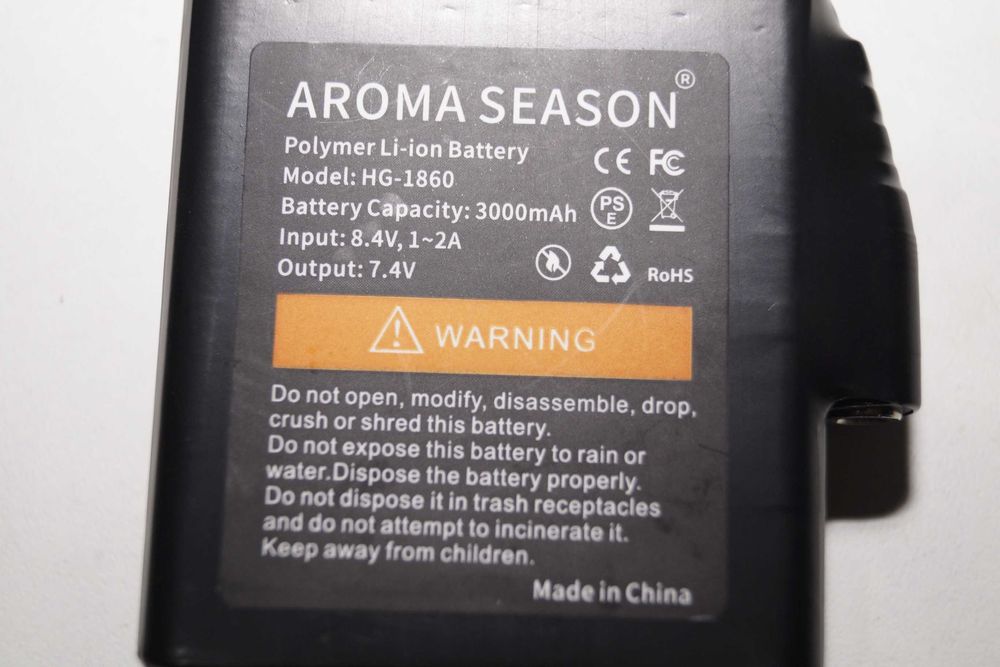 AROMA SEASON®
Polymer Li-ion Battery
Model: HG-1860
Battery Capacity: 3000mAh
Input: 8.4V, 1~2A
Output: 7.4V
CE FC
PS
E
RoHS
WARNING
Do not open, modify, disassemble, drop,
crush or shred this battery.
Do not expose this battery to rain or
water.Dispose the battery properly.
Do not dispose it in trash receptacles
and do not attempt to incinerate it.
Keep away from children.
Made in China